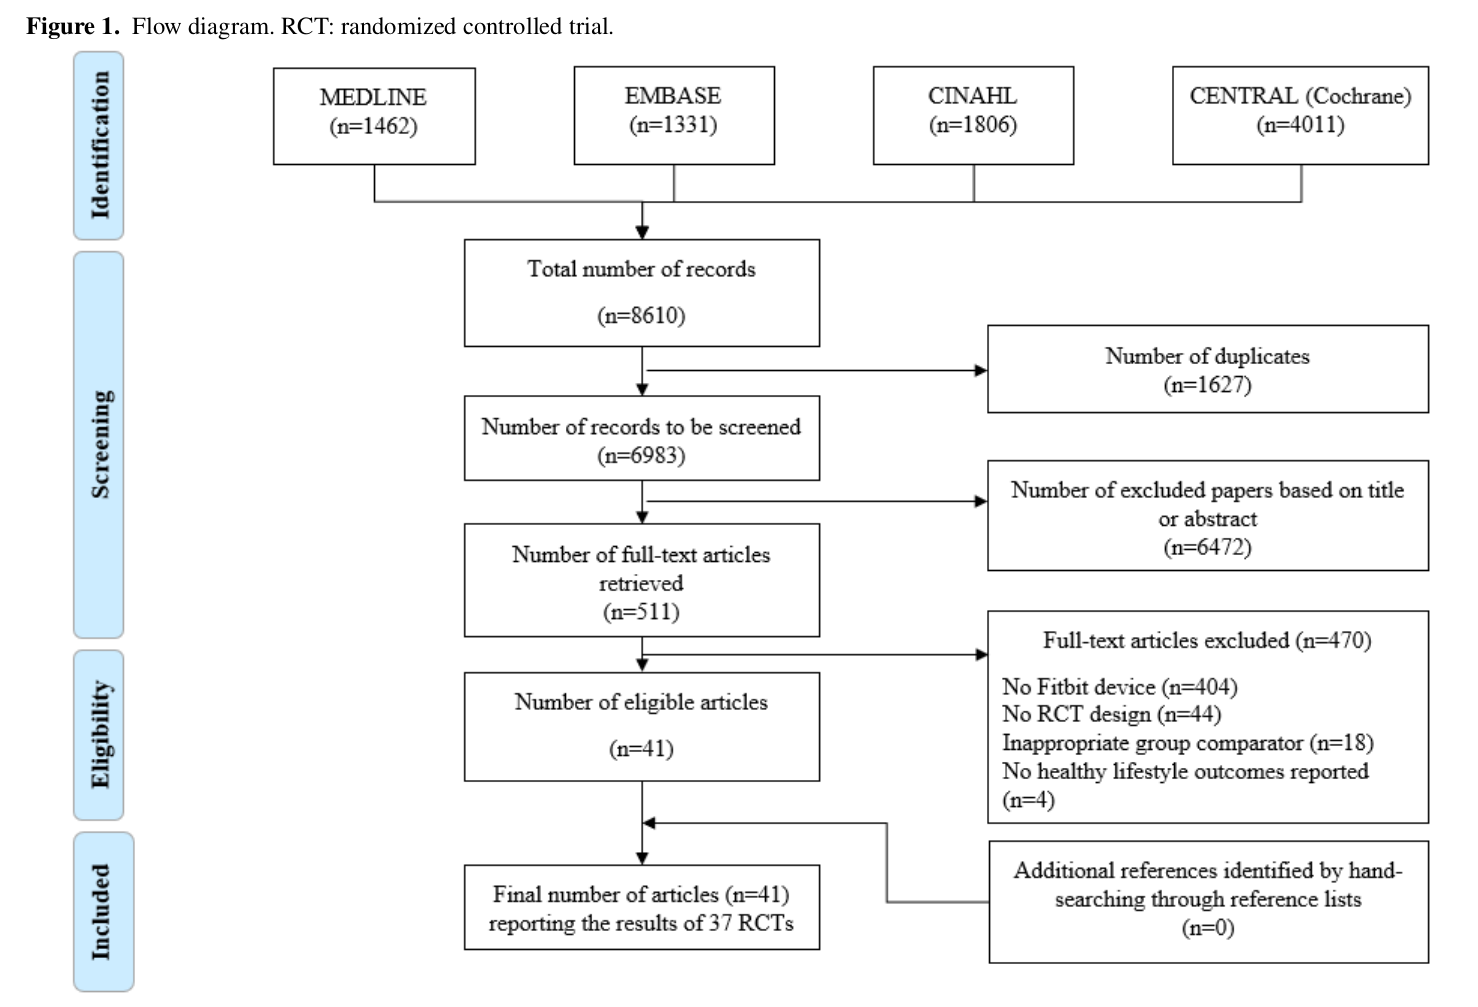 Figure 1. Flow diagram. RCT: randomized controlled trial.
Identification
MEDLINE
(n=1462)
EMBASE
(n=1331)
CINAHL
(n=1806)
CENTRAL (Cochrane)
(n=4011)
Screening
Total number of records
(n=8610)
Number of duplicates
(n=1627)
Number of records to be screened
(n=6983)
Number of excluded papers based on title
or abstract
(n=6472)
Number of full-text articles
retrieved
(n=511)
Full-text articles excluded (n=470)
No Fitbit device (n=404)
No RCT design (n=44)
Inappropriate group comparator (n=18)
No healthy lifestyle outcomes reported
(n=4)
Eligibility
Number of eligible articles
(n=41)
Included
Additional references identified by hand-
searching through reference lists
(n=0)
Final number of articles (n=41)
reporting the results of 37 RCTs